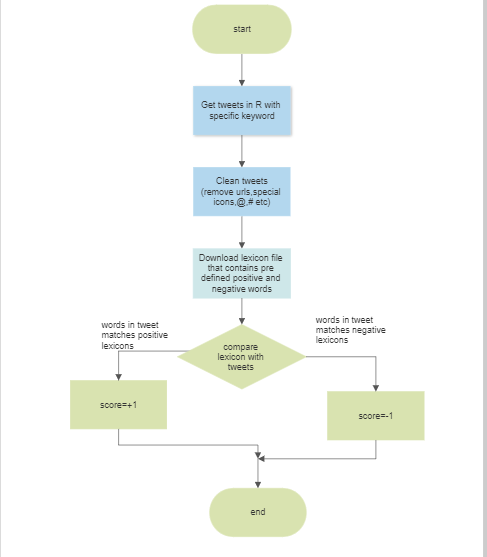 start
Get tweets in R with
specific keyword
Clean tweets
(remove urls,special
icons,@,# etc)
Download lexicon file
that contains pre
defined positive and
negative words
words in tweet
matches positive
lexicons
words in tweet
matches negative
lexicons
compare
lexicon with
tweets
score=+1
score=-1
end